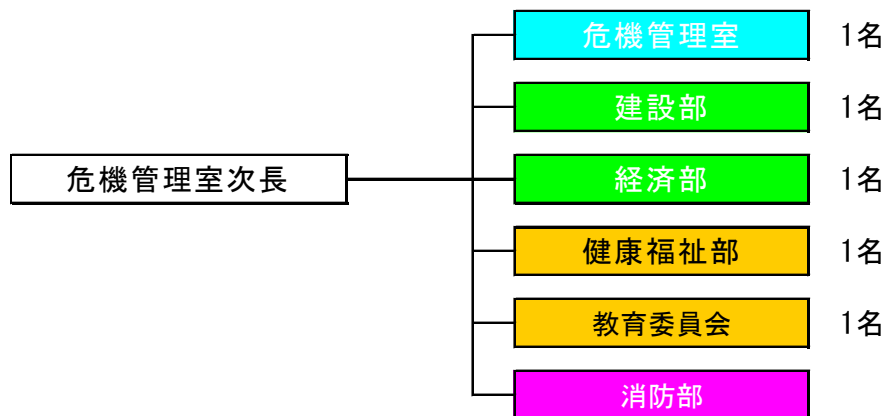 危機管理室 1名
建設部 1名
危機管理室次長
経済部 1名
健康福祉部 1名
教育委員会 1名
消防部